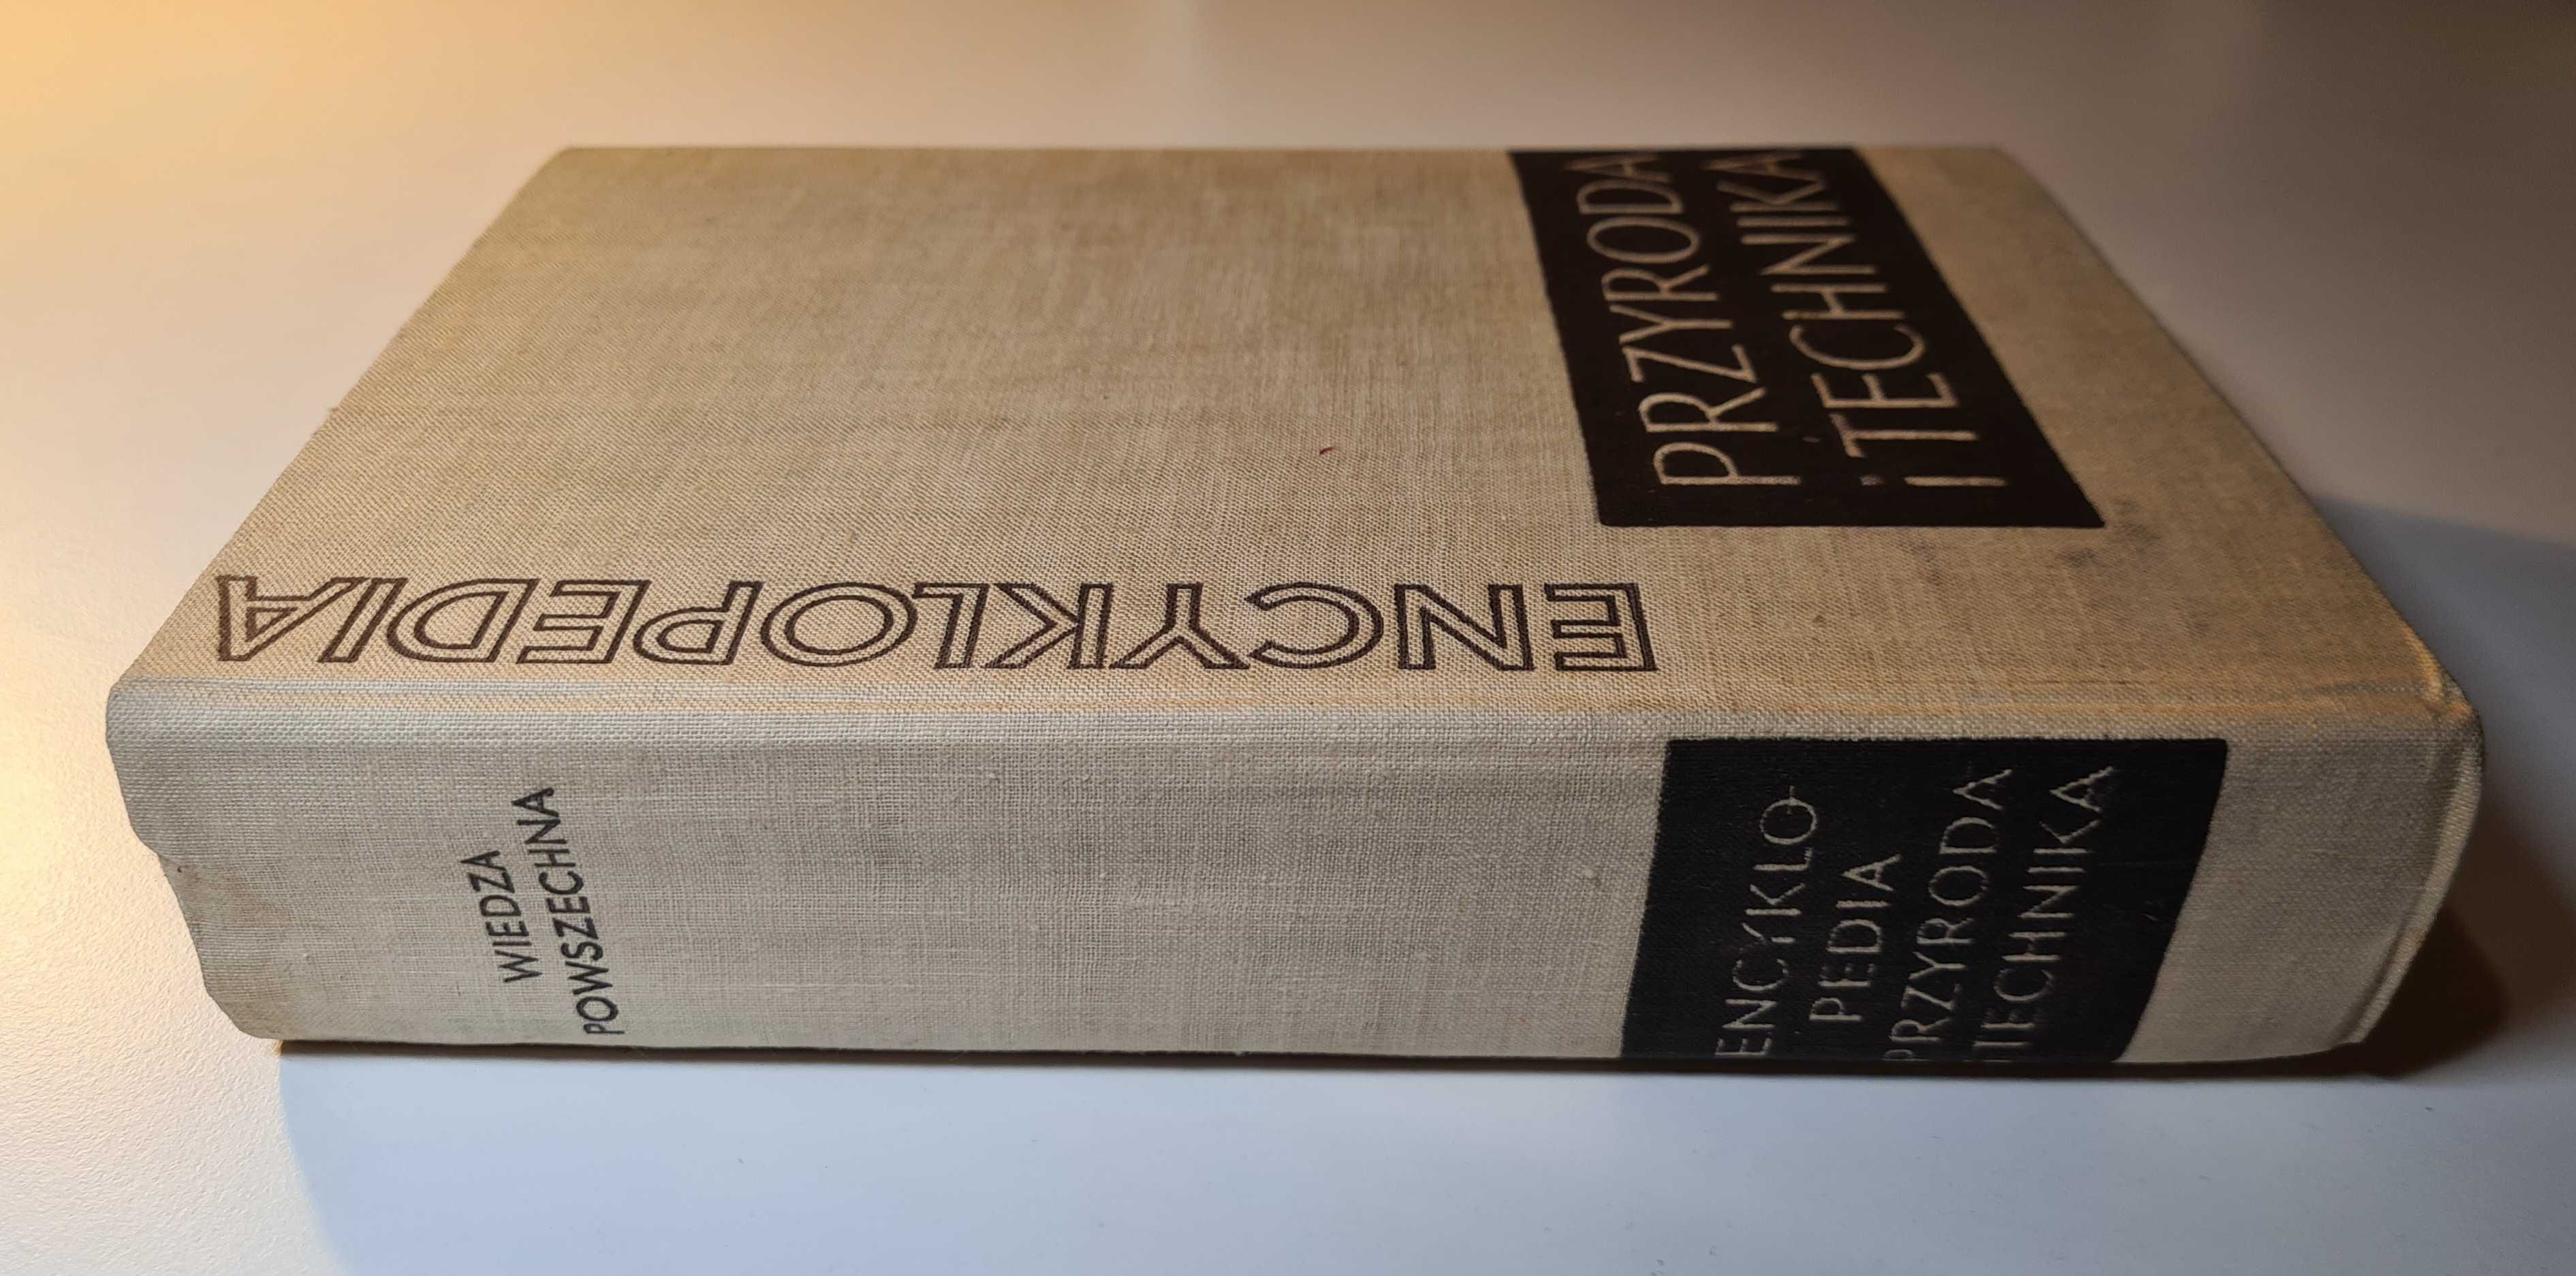 ENCYKLOPEDIA
PRZYRODA
i TECHNIKA
ENCYKLO-
PEDIA
PRZYRODA
i TECHNIKA
WIEDZA
POWSZECHNA